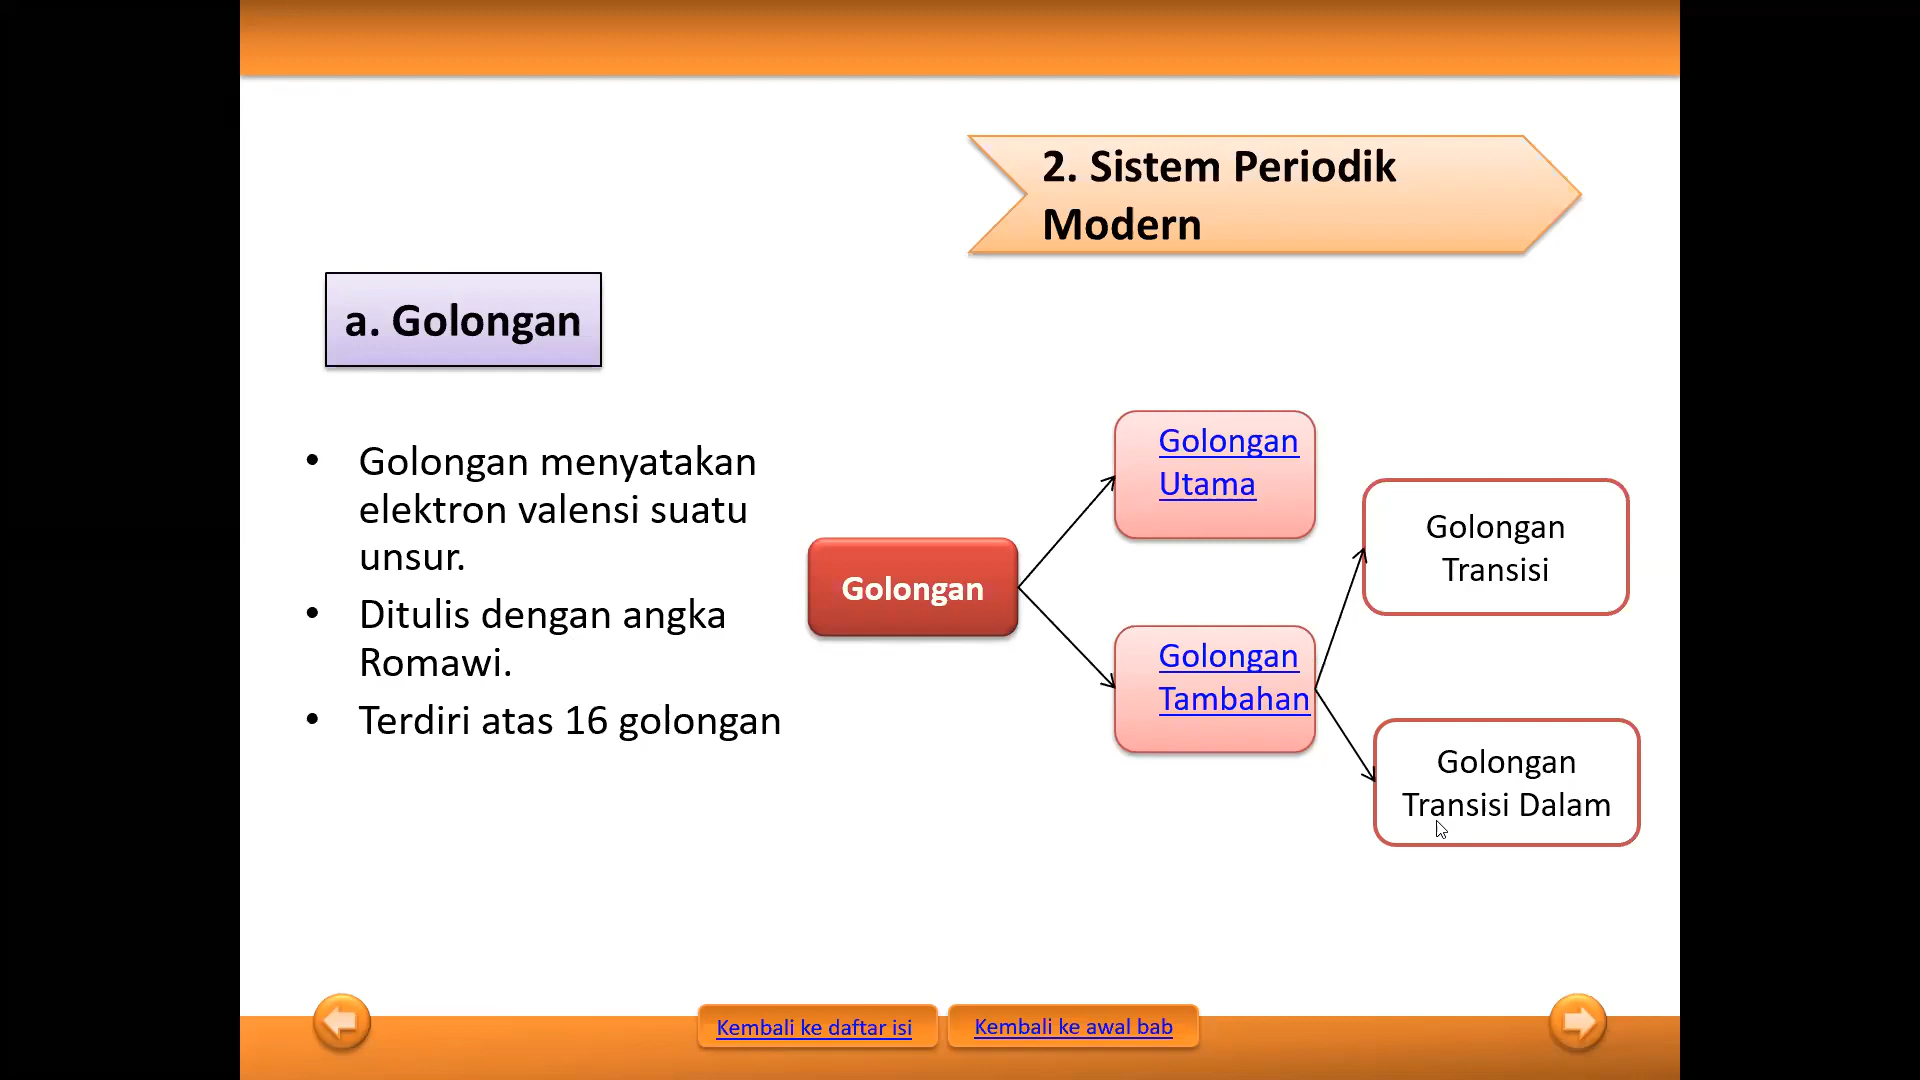 2. Sistem Periodik
Modern
a. Golongan
• Golongan menyatakan
elektron valensi suatu
unsur.
• Ditulis dengan angka
Romawi.
• Terdiri atas 16 golongan
Golongan
Golongan
Utama
Golongan
Tambahan
Golongan
Transisi
Golongan
Transisi Dalam
Kembali ke daftar isi
Kembali ke awal bab